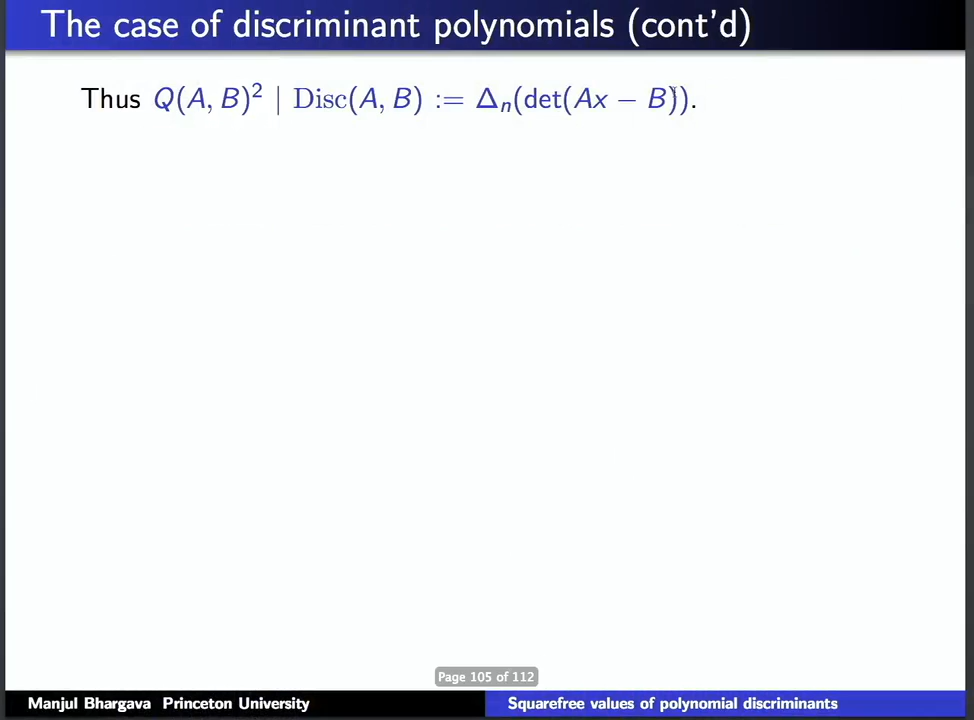 The case of discriminant polynomials (cont'd)
Thus Q(A, B)² | Disc(A, B) := Δₙ(det(Ax − B)).
Page 105 of 112
Manjul Bhargava Princeton University
Squarefree values of polynomial discriminants